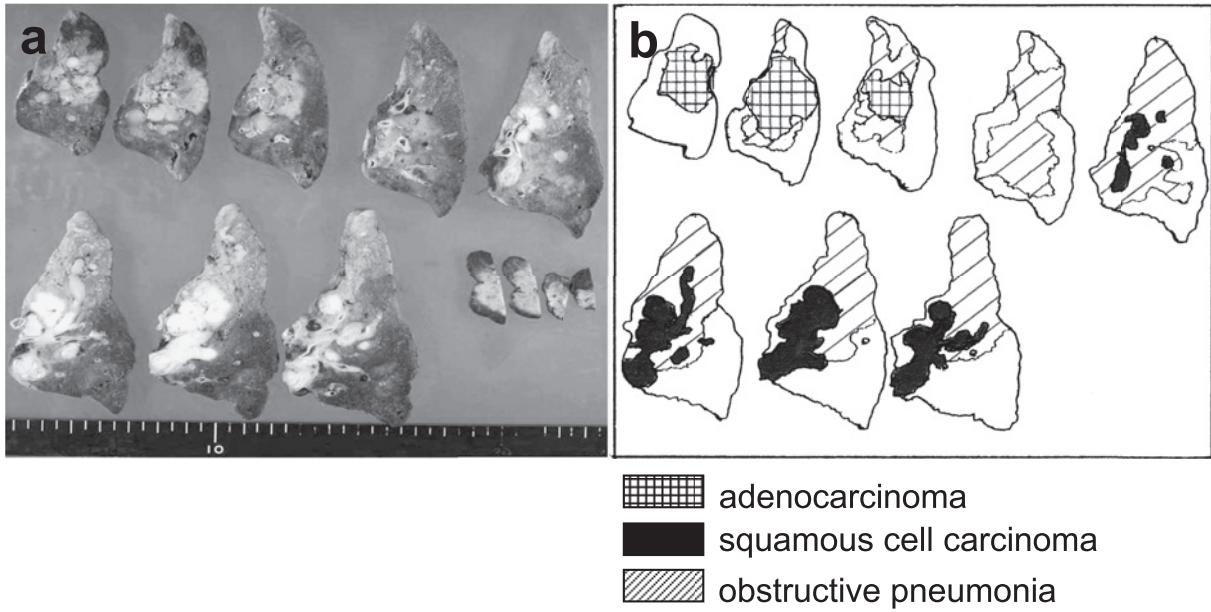 a
b
10
adenocarcinoma
squamous cell carcinoma
obstructive pneumonia